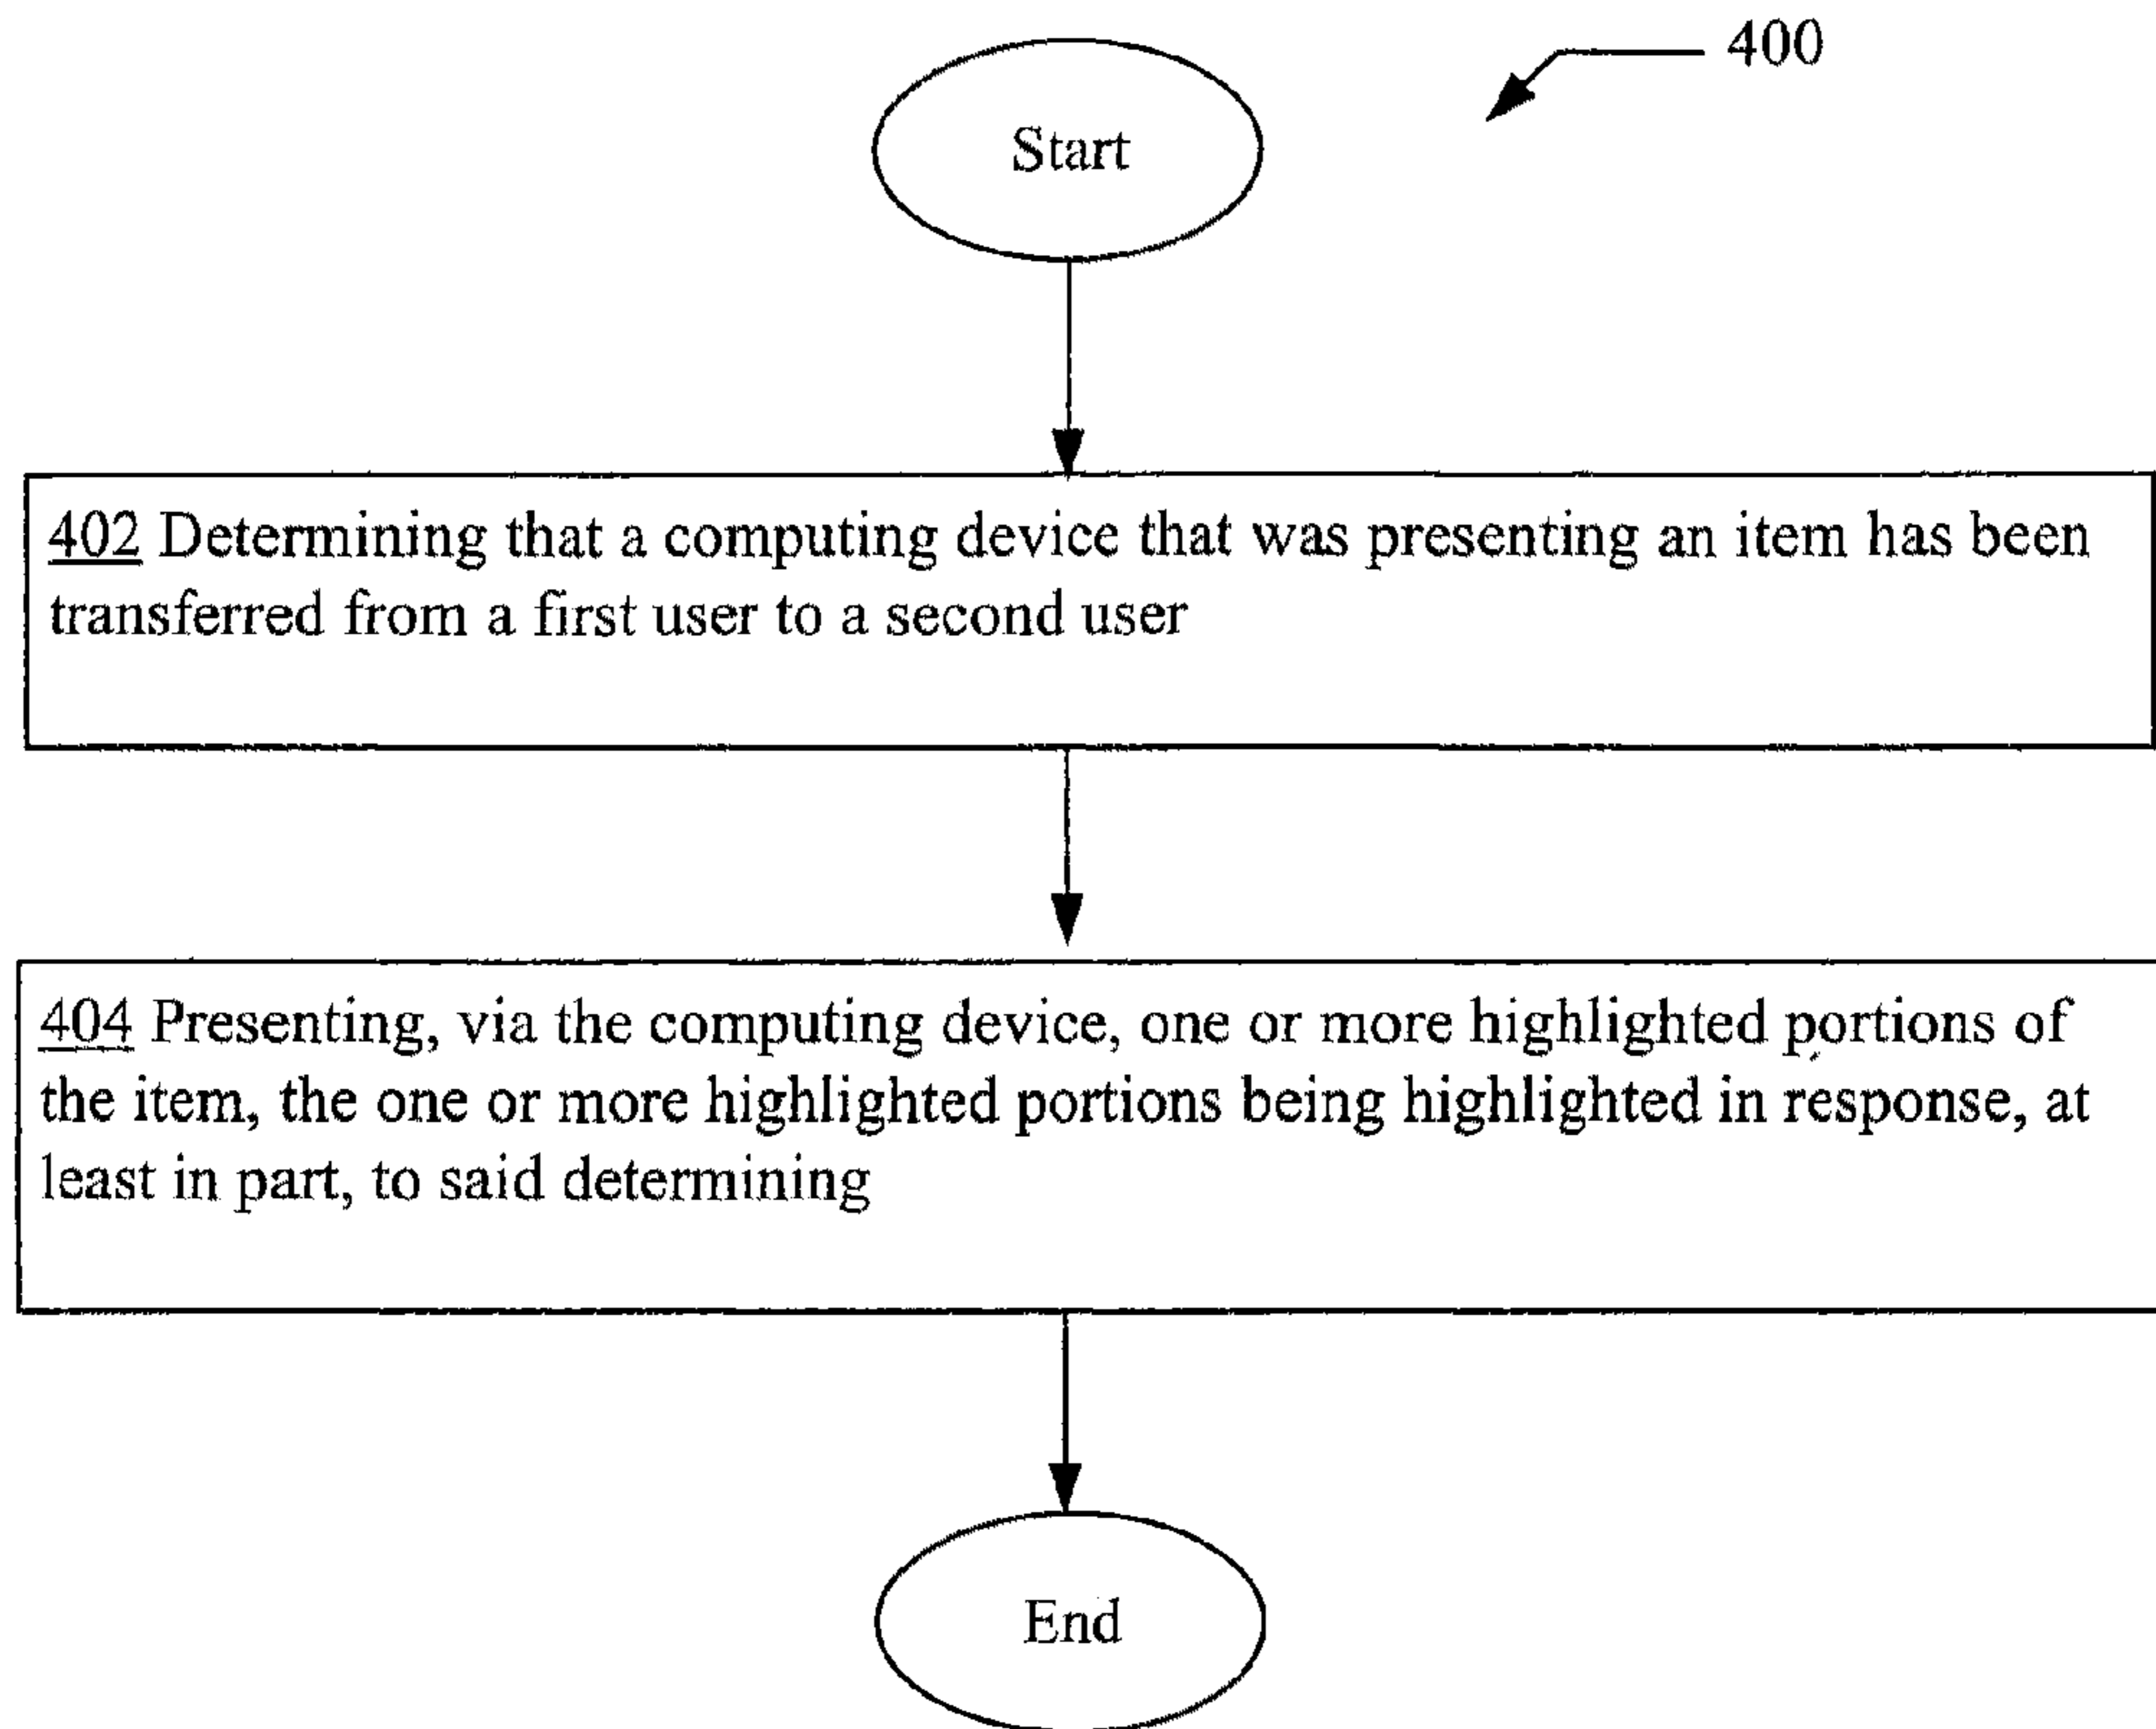 400
Start
402 Determining that a computing device that was presenting an item has been
transferred from a first user to a second user
404 Presenting, via the computing device, one or more highlighted portions of
the item, the one or more highlighted portions being highlighted in response, at
least in part, to said determining
End